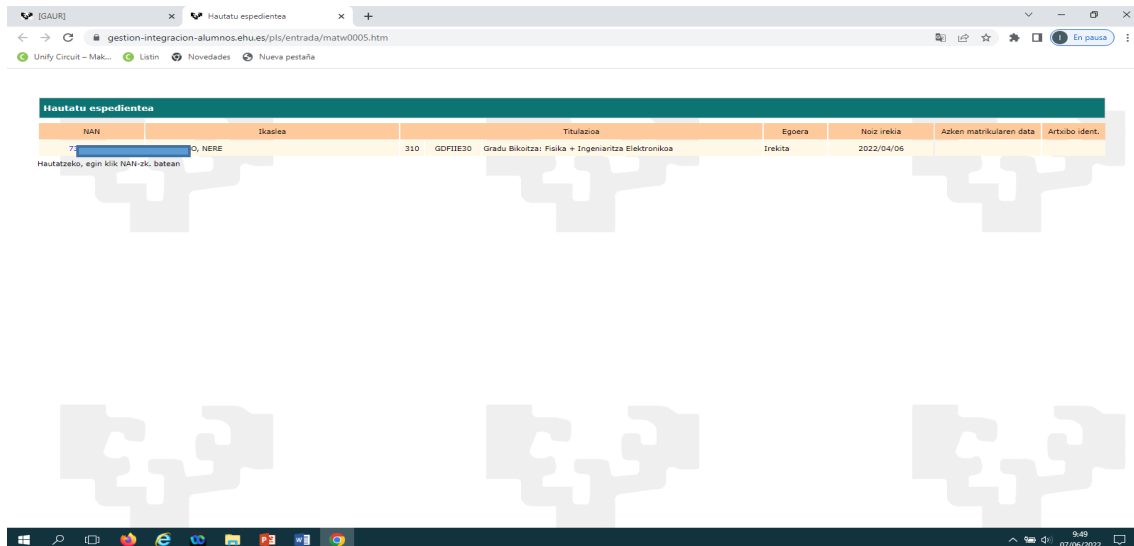 [GAUR] Hautatu espedientea
gestion-integracion-alumnos.ehu.es/pls/entrada/matw0005.htm En pausa
Unify Circuit – Mak... Listin Novedades Nueva pestaña
Hautatu espedientea
NAN Ikaslea Titulazioa Egoera Noiz irekia Azken matrikularen data Artxibo ident.
73 O, NERE 310 GDFIIE30 Gradu Bikoitza: Fisika + Ingeniaritza Elektronikoa Irekita 2022/04/06
Hautatzeko, egin klik NAN-zk. batean
9:49
07/06/2022